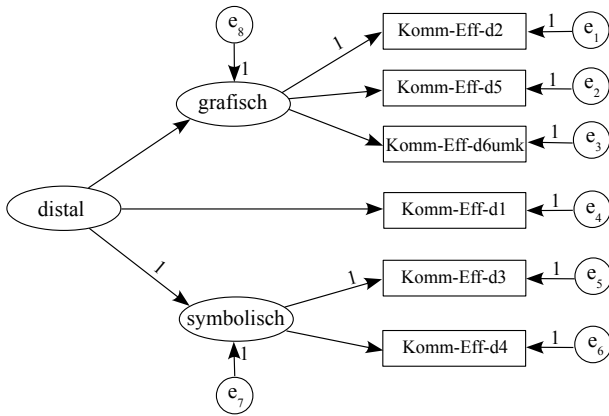 e8
1
1
Komm-Eff-d2
1
e1
grafisch
Komm-Eff-d5
1
e2
Komm-Eff-d6umk
1
e3
distal
Komm-Eff-d1
1
e4
1
1
Komm-Eff-d3
1
e5
symbolisch
1
Komm-Eff-d4
1
e6
e7